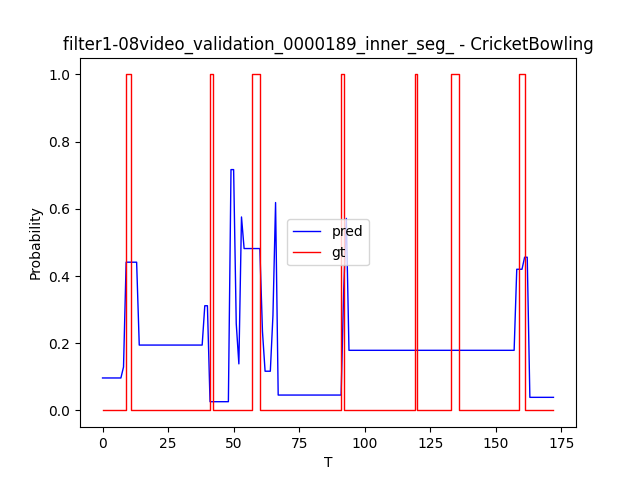 filter1-08video_validation_0000189_inner_seg_ - CricketBowling
1.0
0.8
0.6
0.4
0.2
0.0
Probability
pred
gt
0
25
50
75
100
125
150
175
T